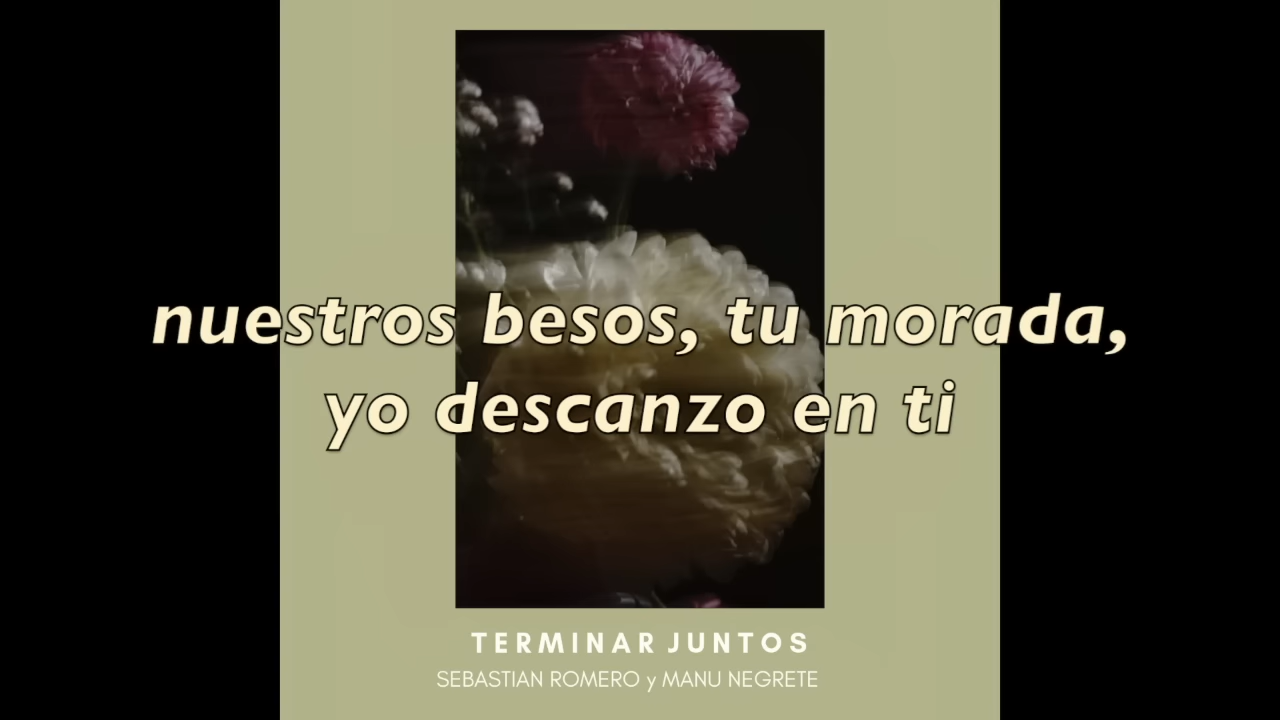 nuestros besos, tu morada,
yo descanzo en ti
TERMINAR JUNTOS
SEBASTIAN ROMERO y MANU NEGRETE